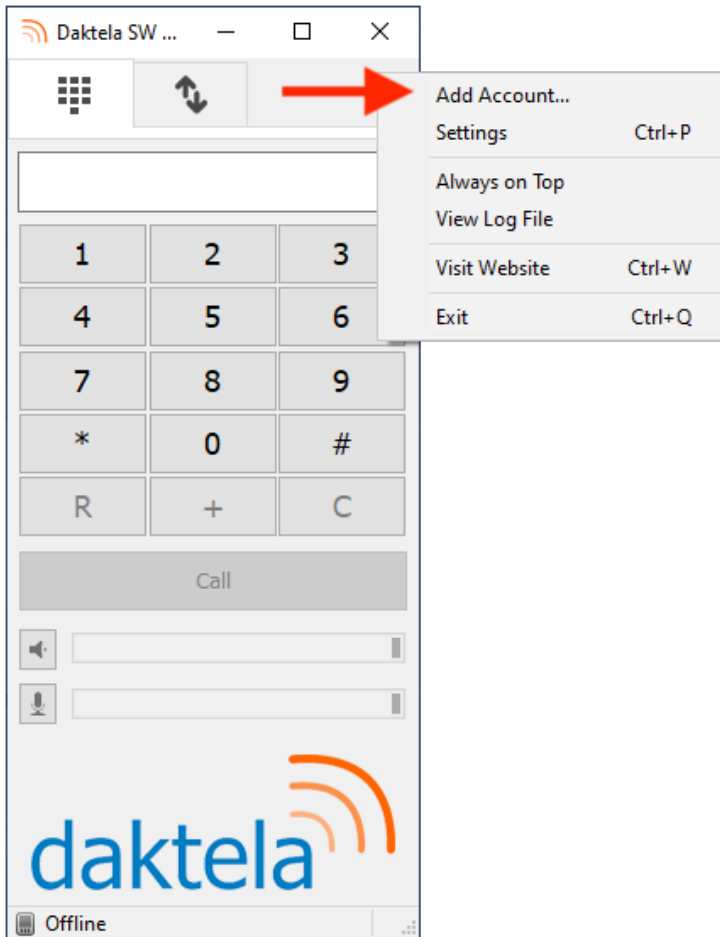 Daktela SW ...
Add Account...
Settings Ctrl+P
Always on Top
View Log File
Visit Website Ctrl+W
Exit Ctrl+Q
1 2 3
4 5 6
7 8 9
* 0 #
R + C
Call
daktela
Offline